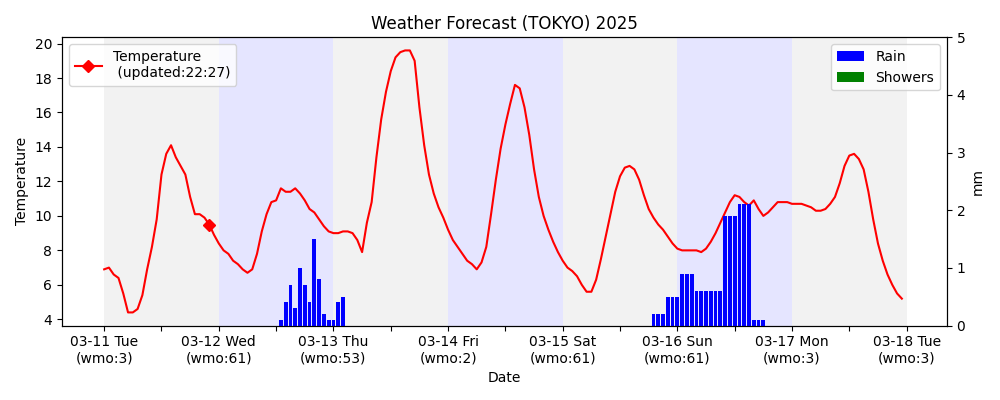 Weather Forecast (TOKYO) 2025
Temperature
(updated:22:27)
Rain
Showers
20
18
16
14
12
10
8
6
4
Temperature
5
4
3
2
1
0
mm
03-11 Tue
(wmo:3)
03-12 Wed
(wmo:61)
03-13 Thu
(wmo:53)
03-14 Fri
(wmo:2)
03-15 Sat
(wmo:61)
03-16 Sun
(wmo:61)
03-17 Mon
(wmo:3)
03-18 Tue
(wmo:3)
Date